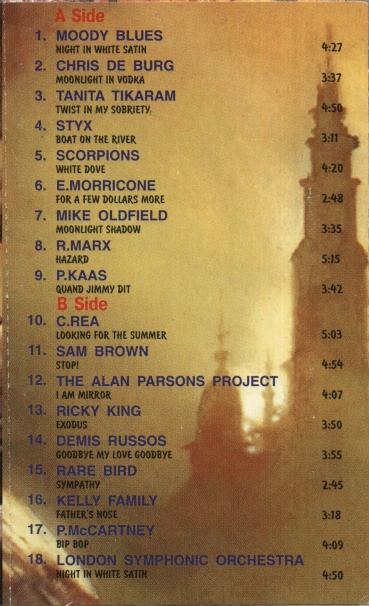 A Side
1. MOODY BLUES
NIGHT IN WHITE SATIN 4:27
2. CHRIS DE BURG
MOONLIGHT IN VODKA 3:37
3. TANITA TIKARAM
TWIST IN MY SOBRIETY, 4:50
4. STYX
BOAT ON THE RIVER 3:11
5. SCORPIONS
WHITE DOVE 4:20
6. E.MORRICONE
FOR A FEW DOLLARS MORE 2:48
7. MIKE OLDFIELD
MOONLIGHT SHADOW 3:35
8. R.MARX
HAZARD 5:15
9. P.KAAS
QUAND JIMMY DIT 3:42
B Side
10. C.REA
LOOKING FOR THE SUMMER 5:03
11. SAM BROWN
STOP! 4:54
12. THE ALAN PARSONS PROJECT
I AM MIRROR 4:07
13. RICKY KING
EXODUS 3:50
14. DEMIS RUSSOS
GOODBYE MY LOVE GOODBYE 3:55
15. RARE BIRD
SYMPATHY 2:45
16. KELLY FAMILY
FATHER'S NOSE 3:18
17. P.McCARTNEY
BIP BOP 4:09
18. LONDON SYMPHONIC ORCHESTRA
NIGHT IN WHITE SATIN 4:50